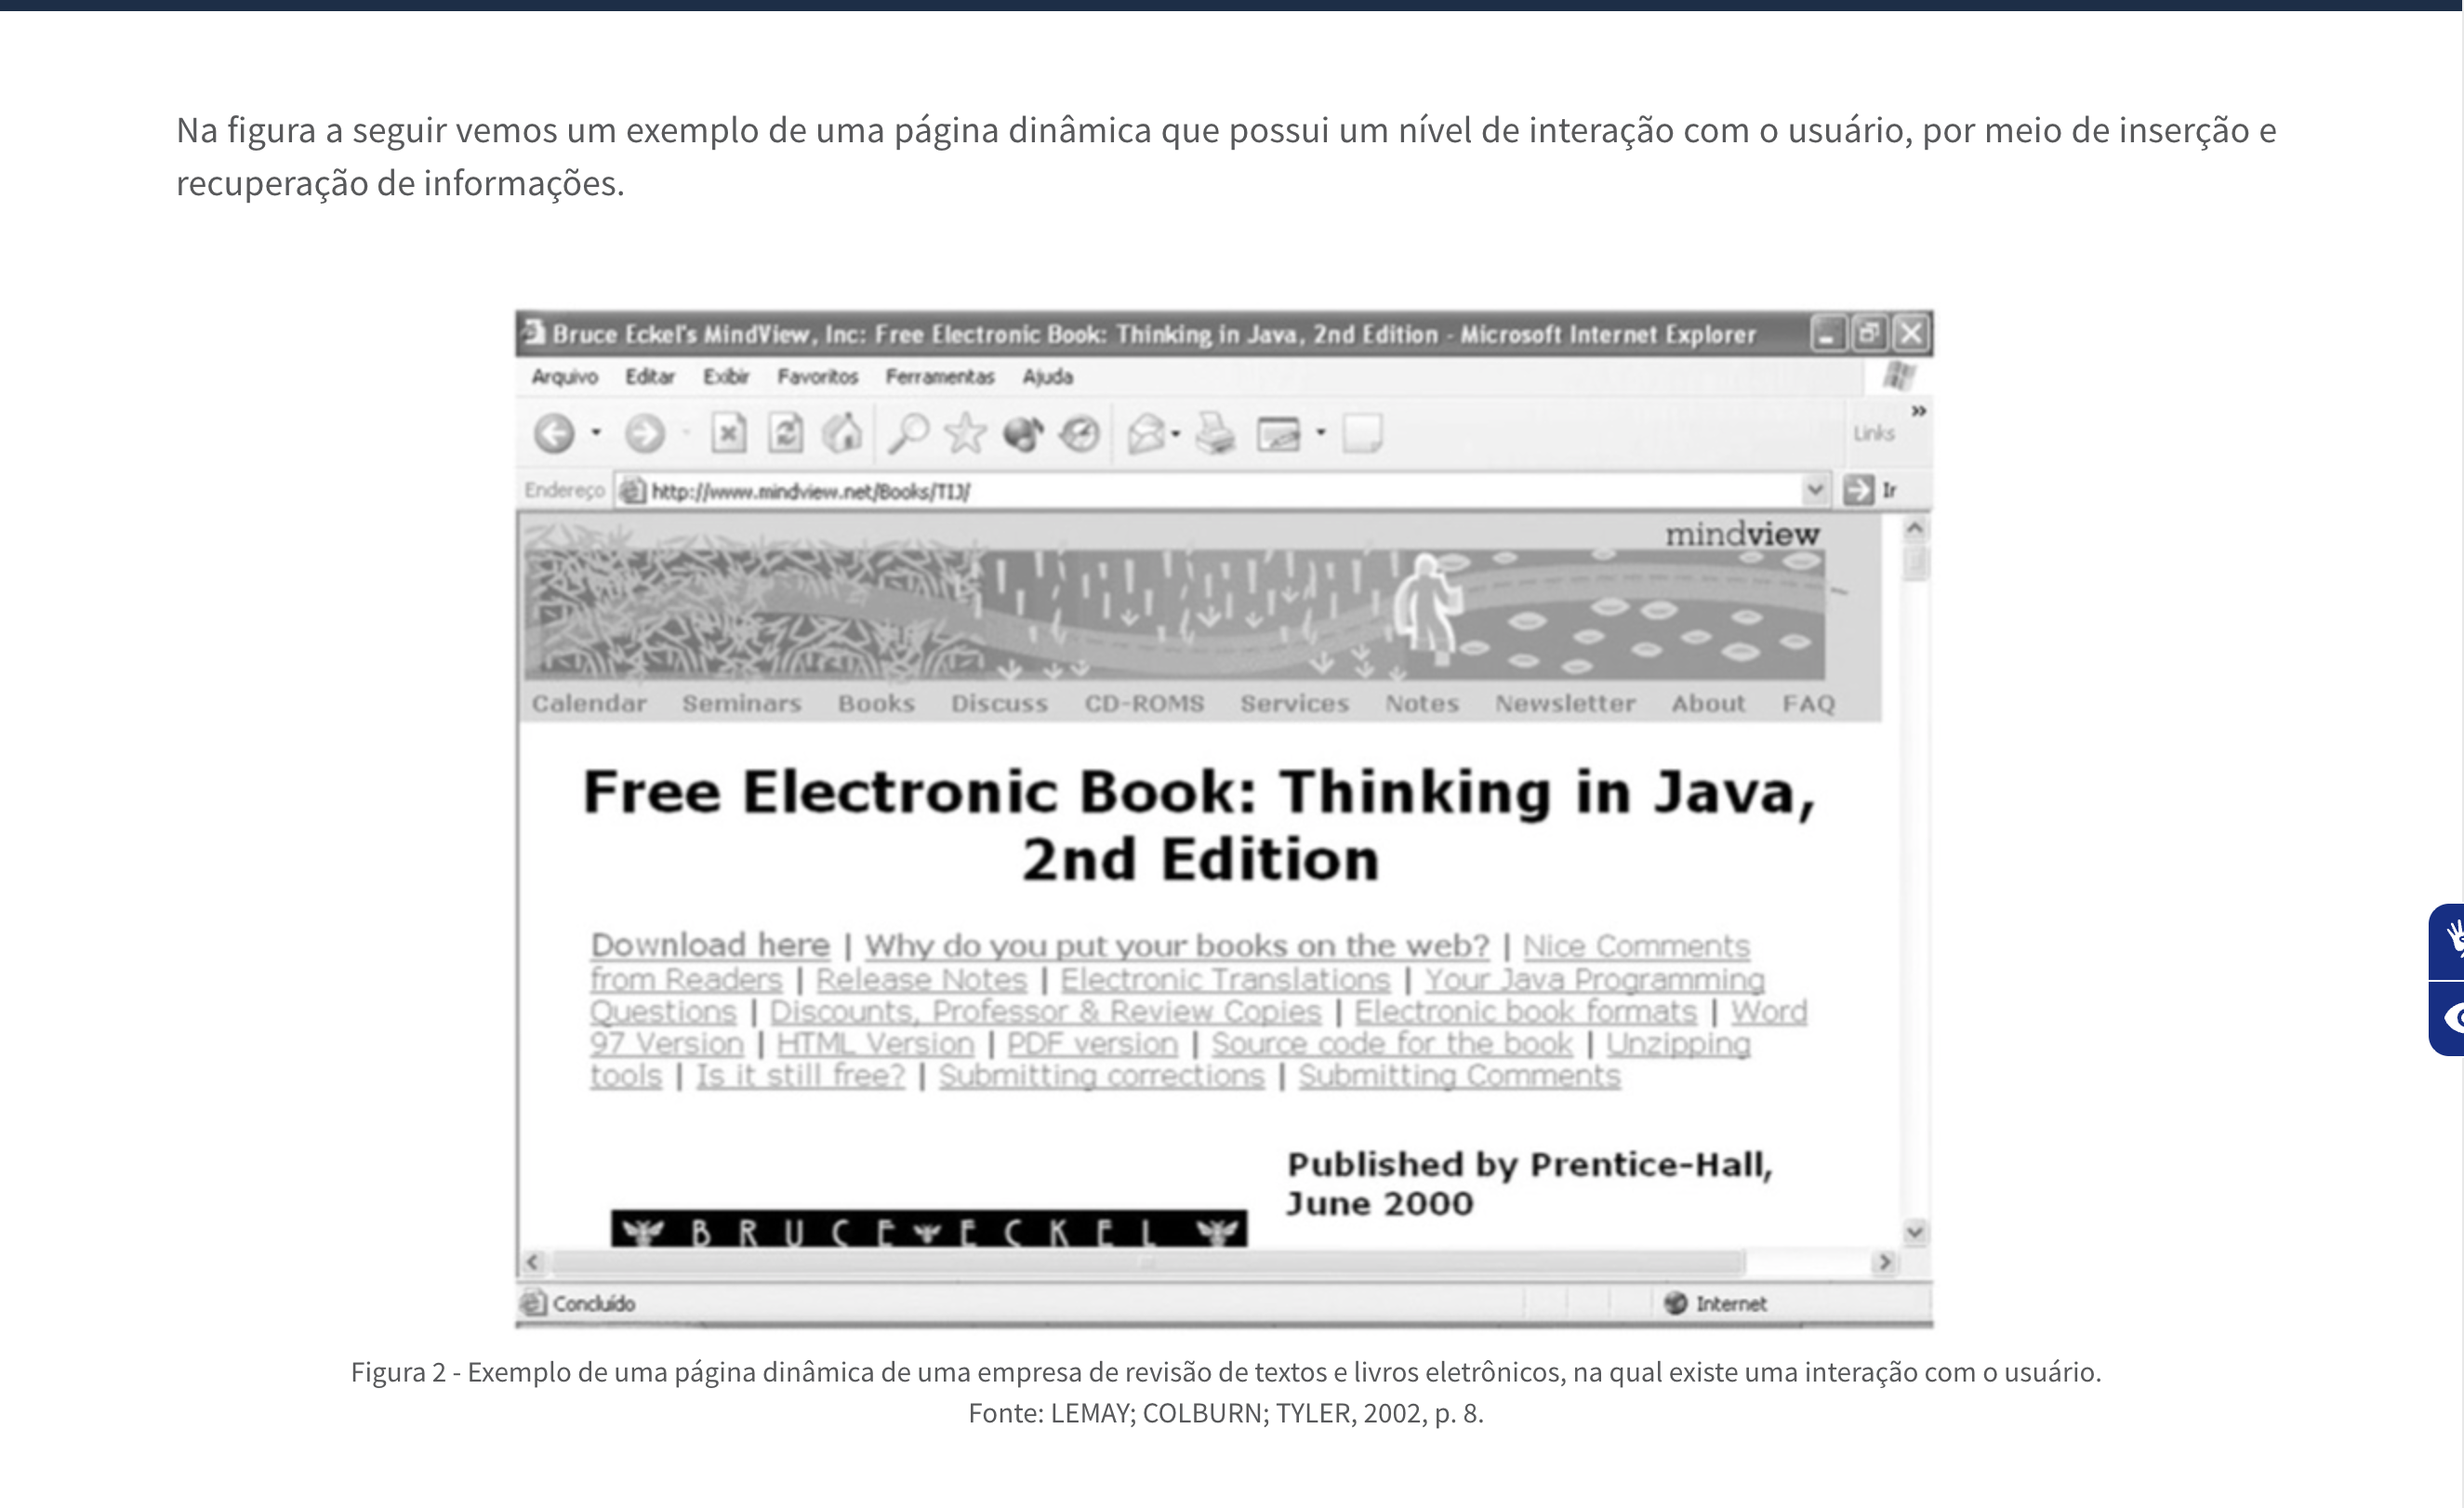 Na figura a seguir vemos um exemplo de uma página dinâmica que possui um nível de interação com o usuário, por meio de inserção e
recuperação de informações.
Bruce Eckel's MindView, Inc: Free Electronic Book: Thinking in Java, 2nd Edition - Microsoft Internet Explorer
Arquivo Editar Exibir Favoritos Ferramentas Ajuda
Links
Endereço http://www.mindview.net/Books/TIJ/ Ir
mindview
Calendar Seminars Books Discuss CD-ROMS Services Notes Newsletter About FAQ
Free Electronic Book: Thinking in Java,
2nd Edition
Download here | Why do you put your books on the web? | Nice Comments
from Readers | Release Notes | Electronic Translations | Your Java Programming
Questions | Discounts, Professor & Review Copies | Electronic book formats | Word
97 Version | HTML Version | PDF version | Source code for the book | Unzipping
tools | Is it still free? | Submitting corrections | Submitting Comments
Published by Prentice-Hall,
June 2000
BRUCE ECKEL
Concluído Internet
Figura 2 - Exemplo de uma página dinâmica de uma empresa de revisão de textos e livros eletrônicos, na qual existe uma interação com o usuário.
Fonte: LEMAY; COLBURN; TYLER, 2002, p. 8.